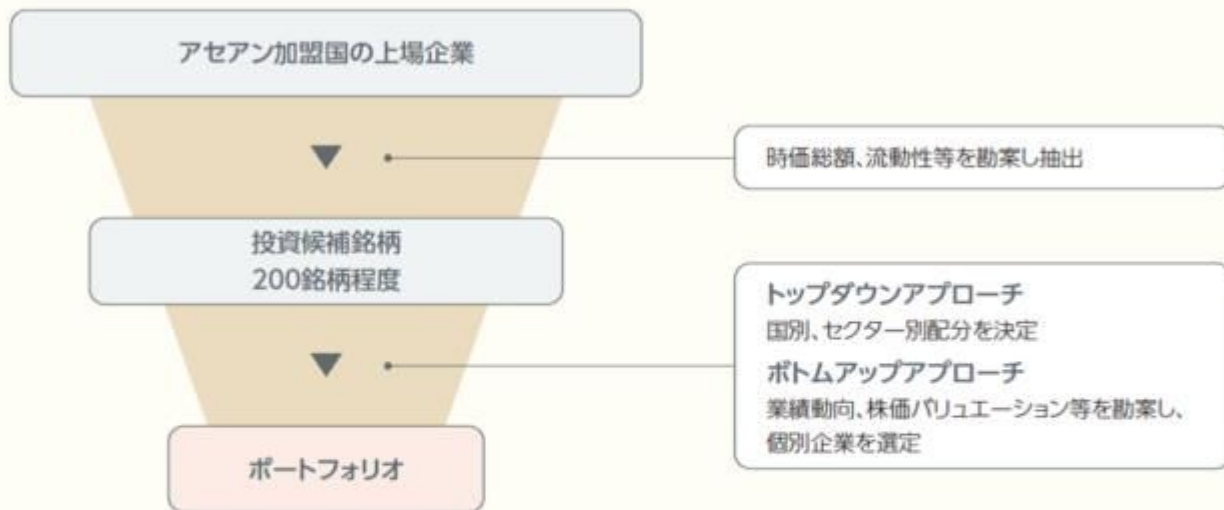 アセアン加盟国の上場企業
時価総額、流動性等を勘案し抽出
投資候補銘柄
200銘柄程度
トップダウンアプローチ
国別、セクター別配分を決定
ボトムアップアプローチ
業績動向、株価バリュエーション等を勘案し、
個別企業を選定
ポートフォリオ